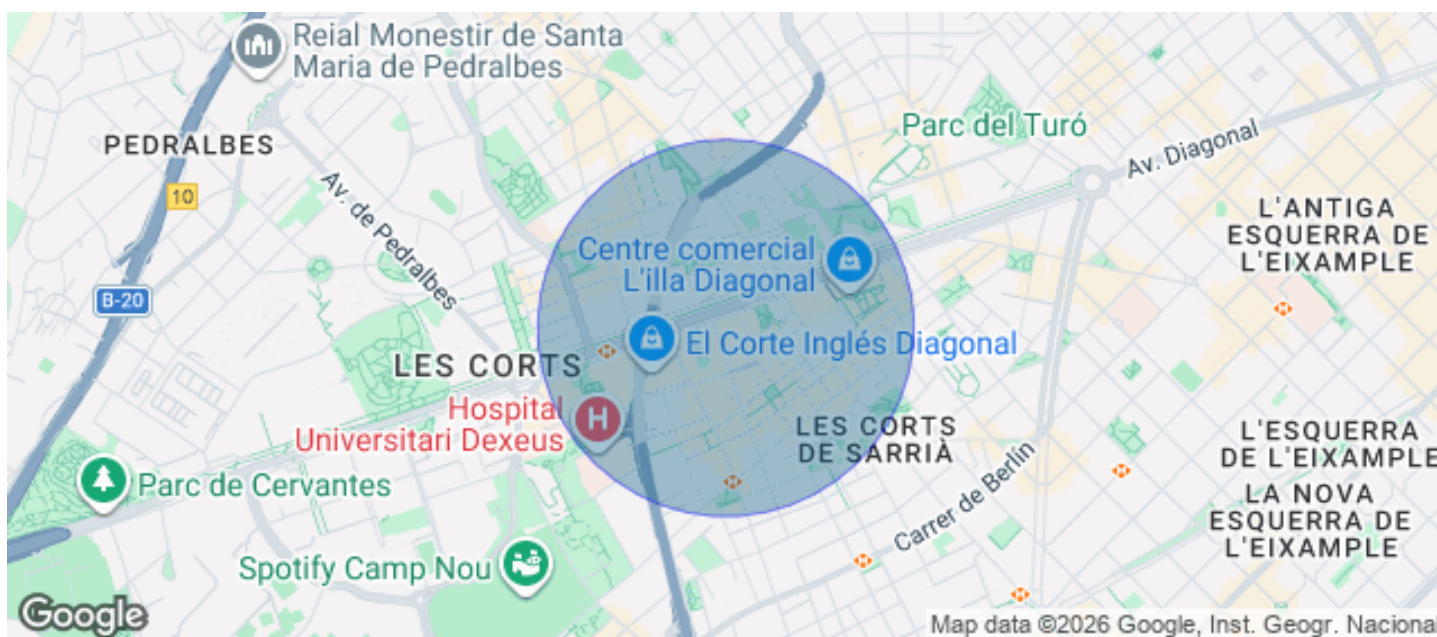 Reial Monestir de Santa
Maria de Pedralbes
PEDRALBES
10
Av. de Pedralbes
B-20
Parc del Turó
Av. Diagonal
L'ANTIGA
ESQUERRA DE
L'EIXAMPLE
Centre comercial
L'illa Diagonal
El Corte Inglés Diagonal
LES CORTS
H
Hospital
Universitari Dexeus
LES CORTS
DE SARRIÀ
L'ESQUERRA
DE L'EIXAMPLE
LA NOVA
ESQUERRA DE
L'EIXAMPLE
Parc de Cervantes
Carrer de Berlín
Spotify Camp Nou
Google
Map data ©2026 Google, Inst. Geogr. Nacional